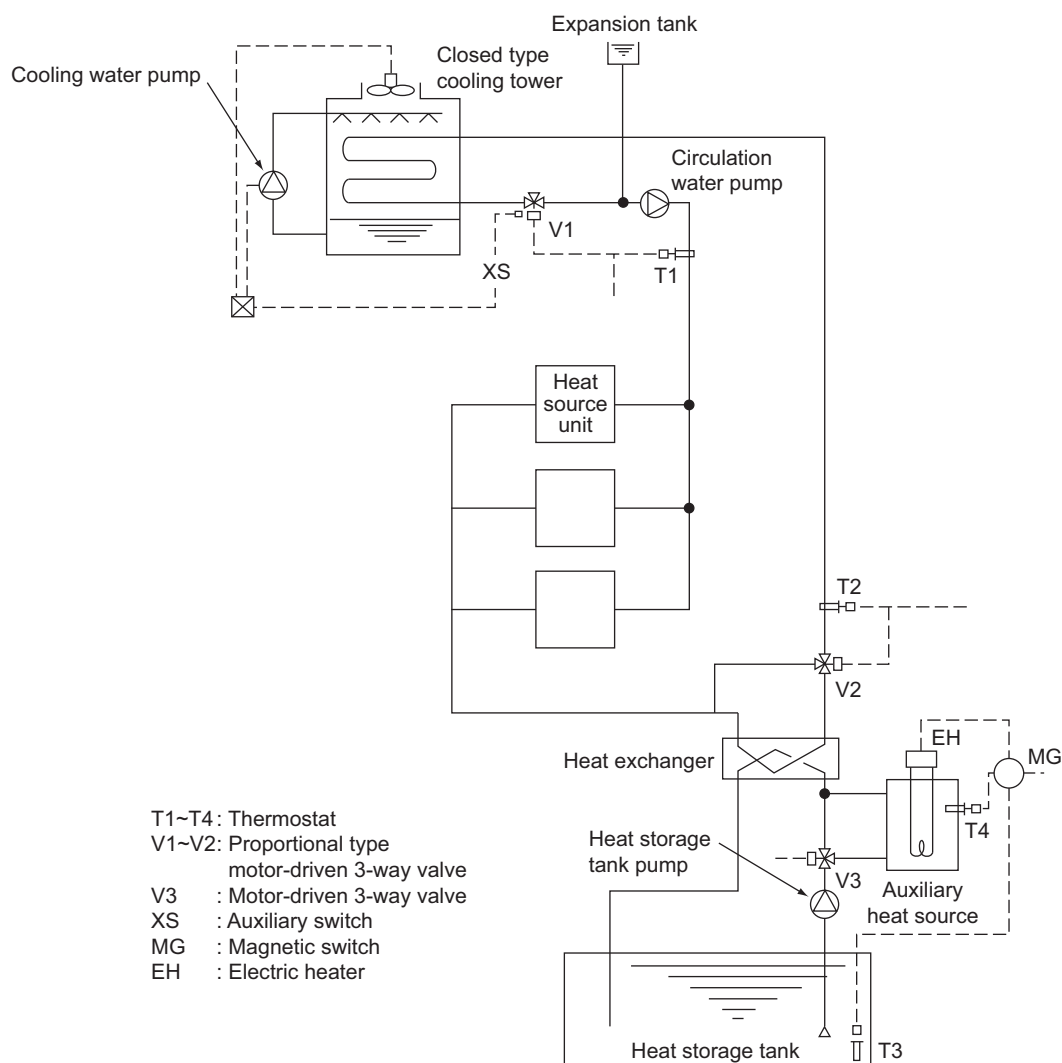 Expansion tank
Closed type
cooling tower
Cooling water pump
Circulation
water pump
V1
XS
T1
Heat
source
unit
T2
V2
EH
MG
Heat exchanger
T4
T1~T4 : Thermostat
V1~V2 : Proportional type
motor-driven 3-way valve
V3 : Motor-driven 3-way valve
XS : Auxiliary switch
MG : Magnetic switch
EH : Electric heater
Heat storage
tank pump
V3
Auxiliary
heat source
Heat storage tank
T3